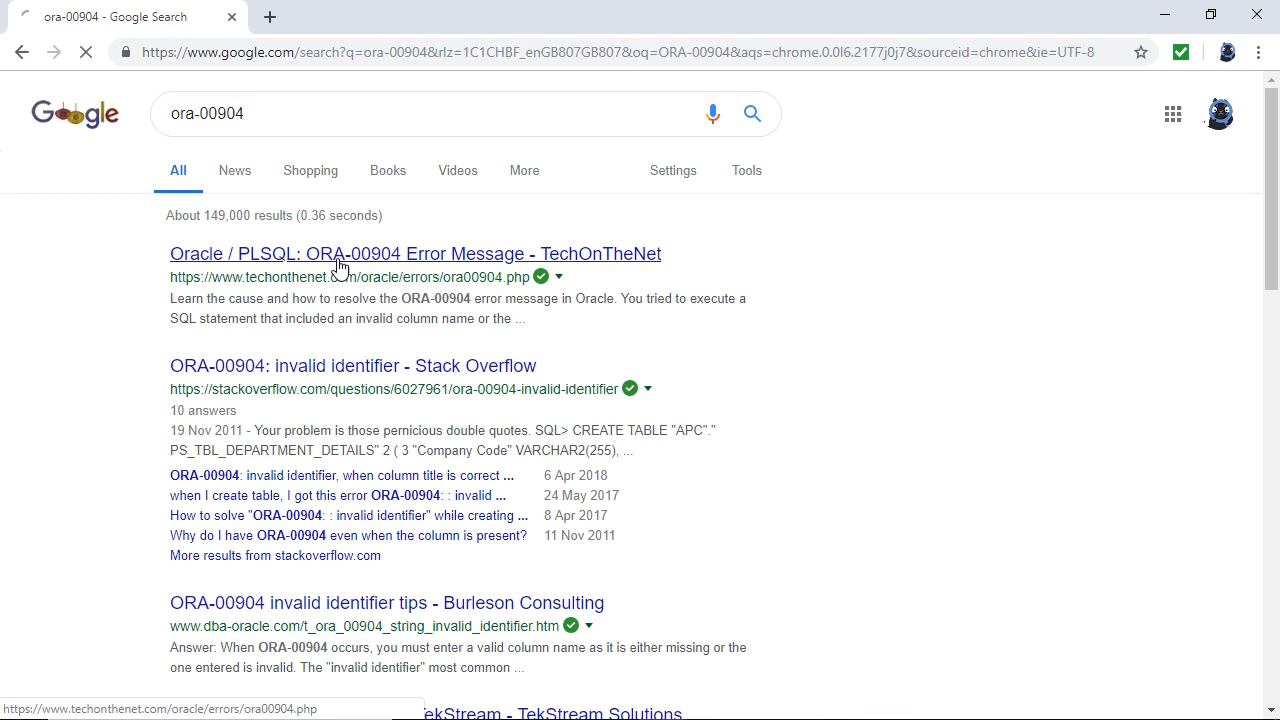 ora-00904 - Google Search
https://www.google.com/search?q=ora-00904&rlz=1C1CHBF_enGB807GB807&oq=ORA-00904&aqs=chrome.0.0l6.2177j0j7&sourceid=chrome&ie=UTF-8
Google
ora-00904
All News Shopping Books Videos More Settings Tools
About 149,000 results (0.36 seconds)
Oracle / PLSQL: ORA-00904 Error Message - TechOnTheNet
https://www.techonthenet.com/oracle/errors/ora00904.php
Learn the cause and how to resolve the ORA-00904 error message in Oracle. You tried to execute a
SQL statement that included an invalid column name or the ...
ORA-00904: invalid identifier - Stack Overflow
https://stackoverflow.com/questions/6027961/ora-00904-invalid-identifier
10 answers
19 Nov 2011 - Your problem is those pernicious double quotes. SQL> CREATE TABLE "APC"."
PS_TBL_DEPARTMENT_DETAILS" 2 ( 3 "Company Code" VARCHAR2(255), ...
ORA-00904: invalid identifier, when column title is correct ... 6 Apr 2018
when I create table, I got this error ORA-00904: : invalid ... 24 May 2017
How to solve "ORA-00904: : invalid identifier" while creating ... 8 Apr 2017
Why do I have ORA-00904 even when the column is present? 11 Nov 2011
More results from stackoverflow.com
ORA-00904 invalid identifier tips - Burleson Consulting
www.dba-oracle.com/t_ora_00904_string_invalid_identifier.htm
Answer: When ORA-00904 occurs, you must enter a valid column name as it is either missing or the
one entered is invalid. The "invalid identifier" most common ...
https://www.techonthenet.com/oracle/errors/ora00904.php
TekStream - TekStream Solutions